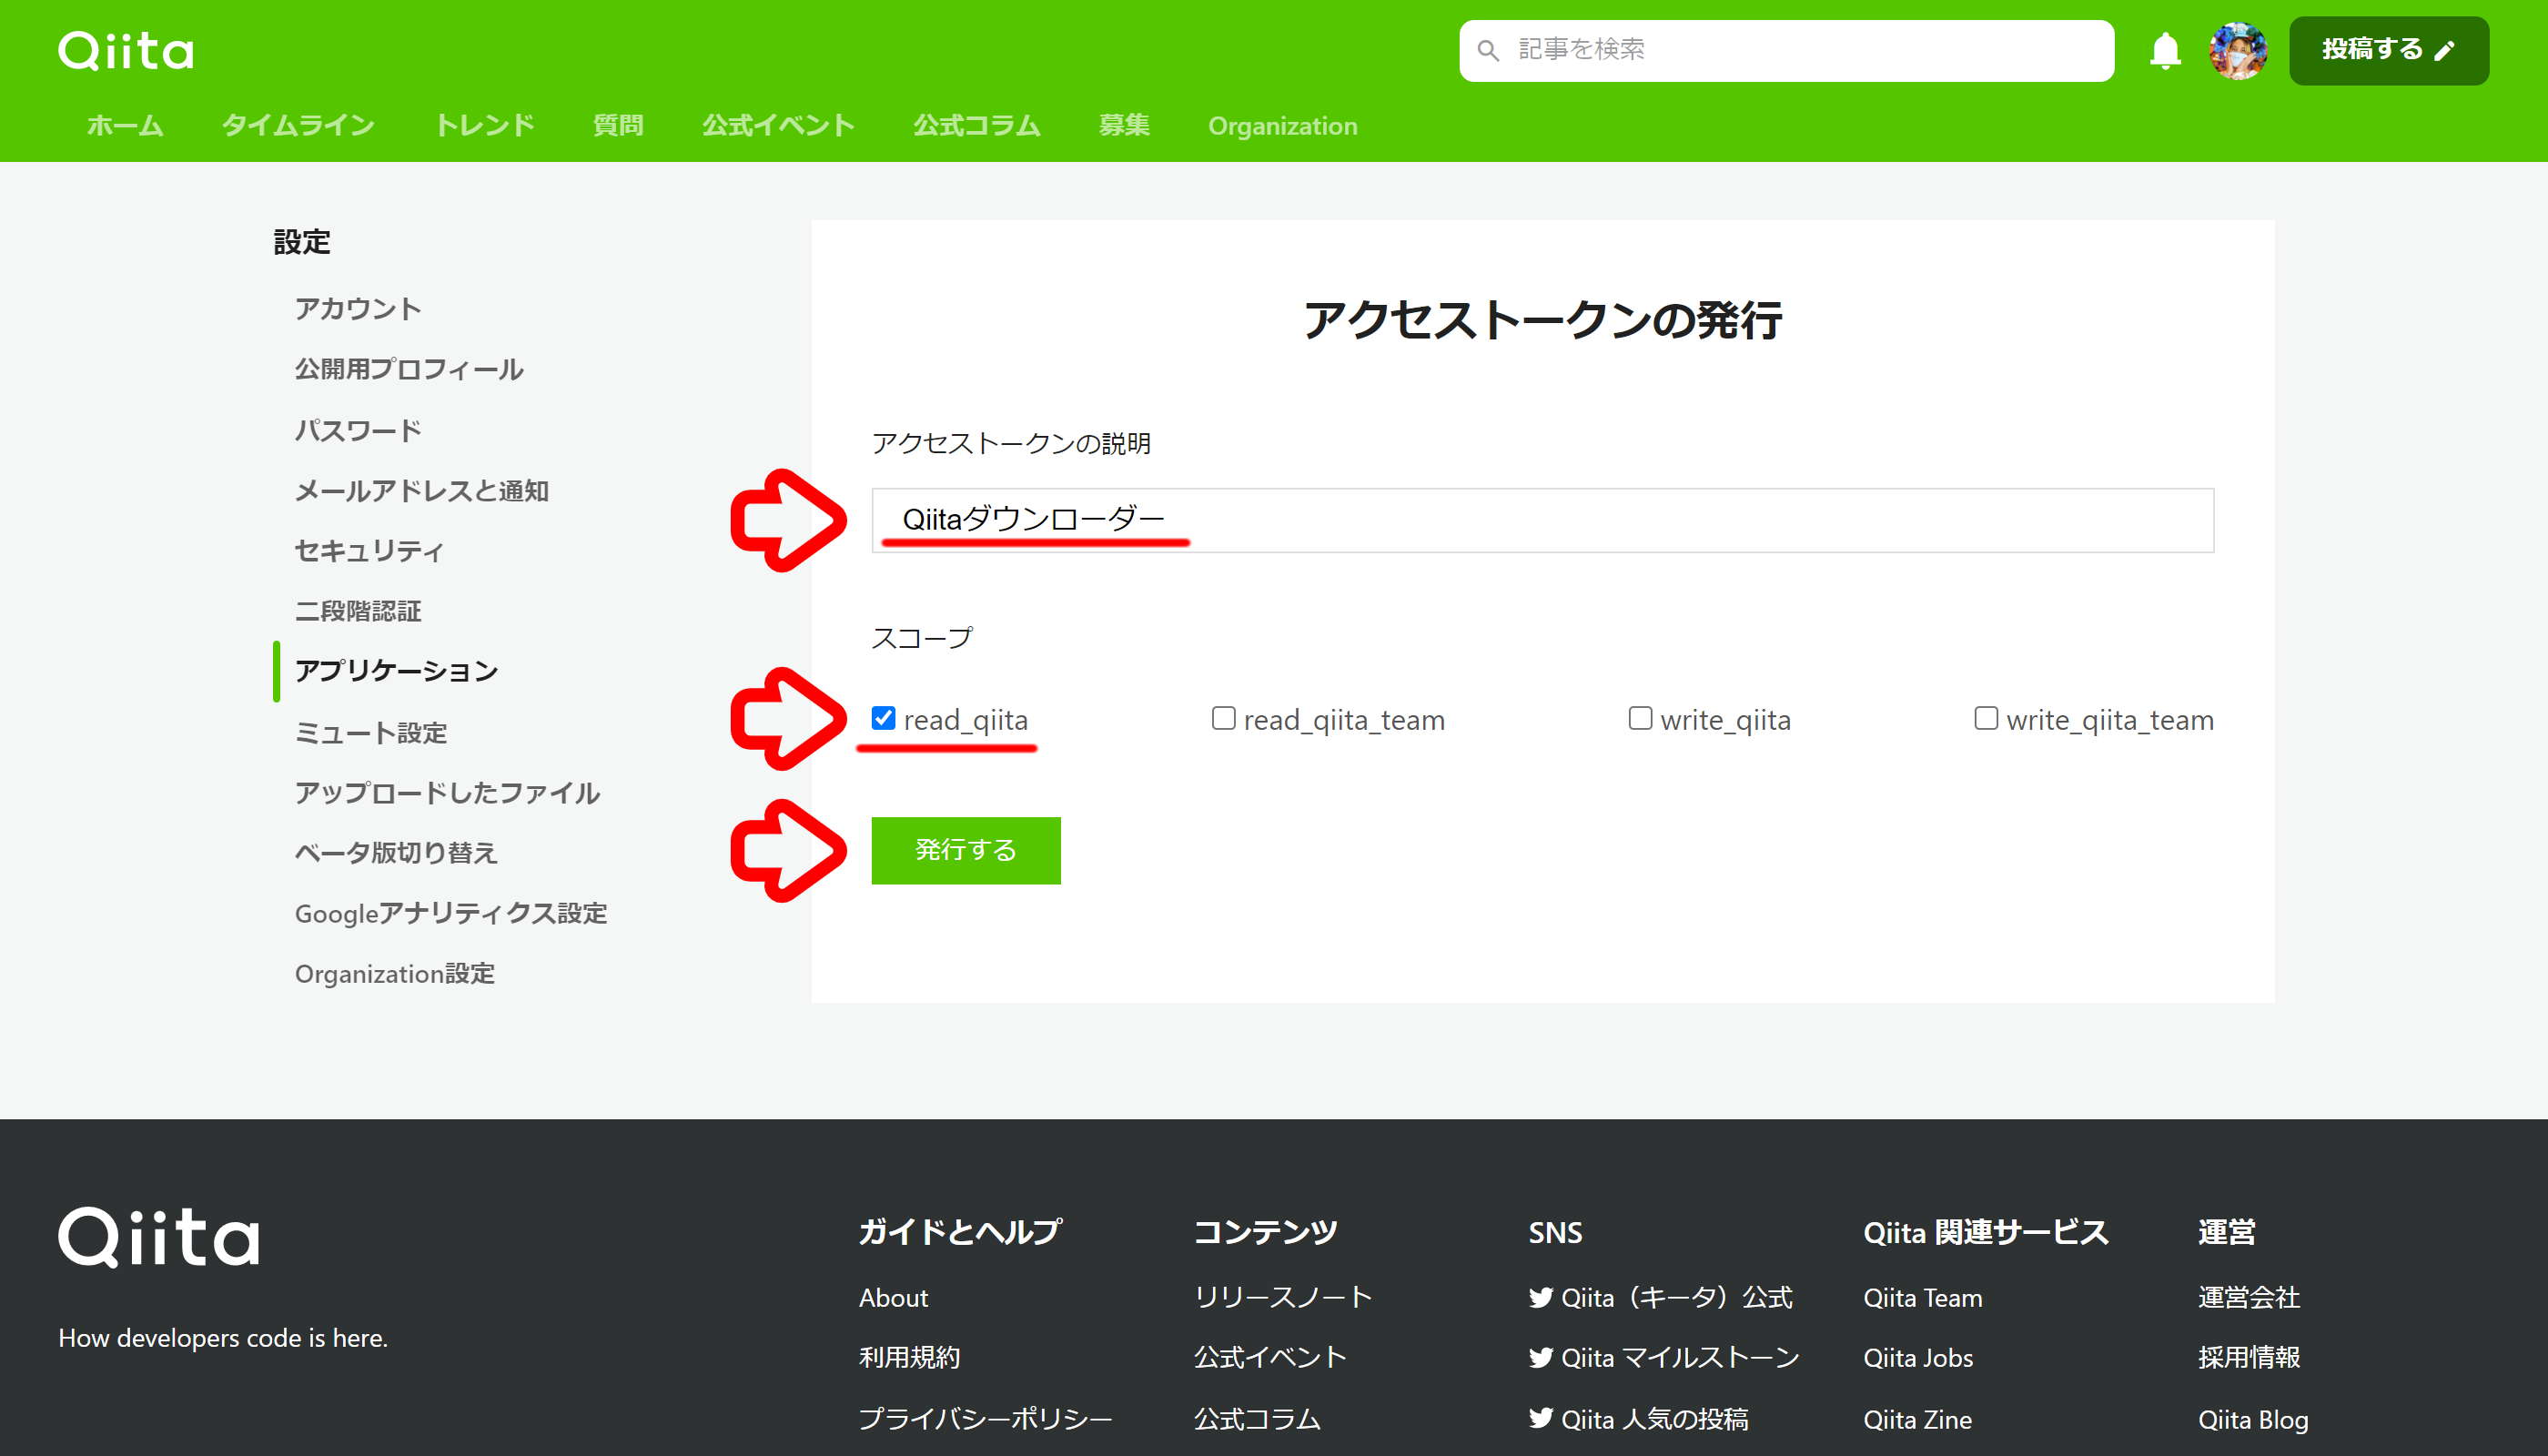 Qiita
記事を検索
投稿する
ホーム タイムライン トレンド 質問 公式イベント 公式コラム 募集 Organization
設定
アカウント
公開用プロフィール
パスワード
メールアドレスと通知
セキュリティ
二段階認証
アプリケーション
ミュート設定
アップロードしたファイル
ベータ版切り替え
Googleアナリティクス設定
Organization設定
アクセストークンの発行
アクセストークンの説明
Qiitaダウンローダー
スコープ
read_qiita read_qiita_team write_qiita write_qiita_team
発行する
Qiita
How developers code is here.
ガイドとヘルプ
About
利用規約
プライバシーポリシー
コンテンツ
リリースノート
公式イベント
公式コラム
SNS
Qiita（キータ）公式
Qiita マイルストーン
Qiita 人気の投稿
Qiita 関連サービス
Qiita Team
Qiita Jobs
Qiita Zine
運営
運営会社
採用情報
Qiita Blog